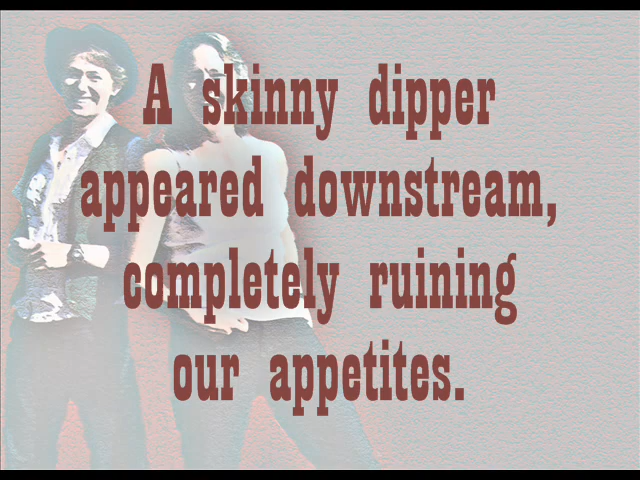 A skinny dipper
appeared downstream,
completely ruining
our appetites.